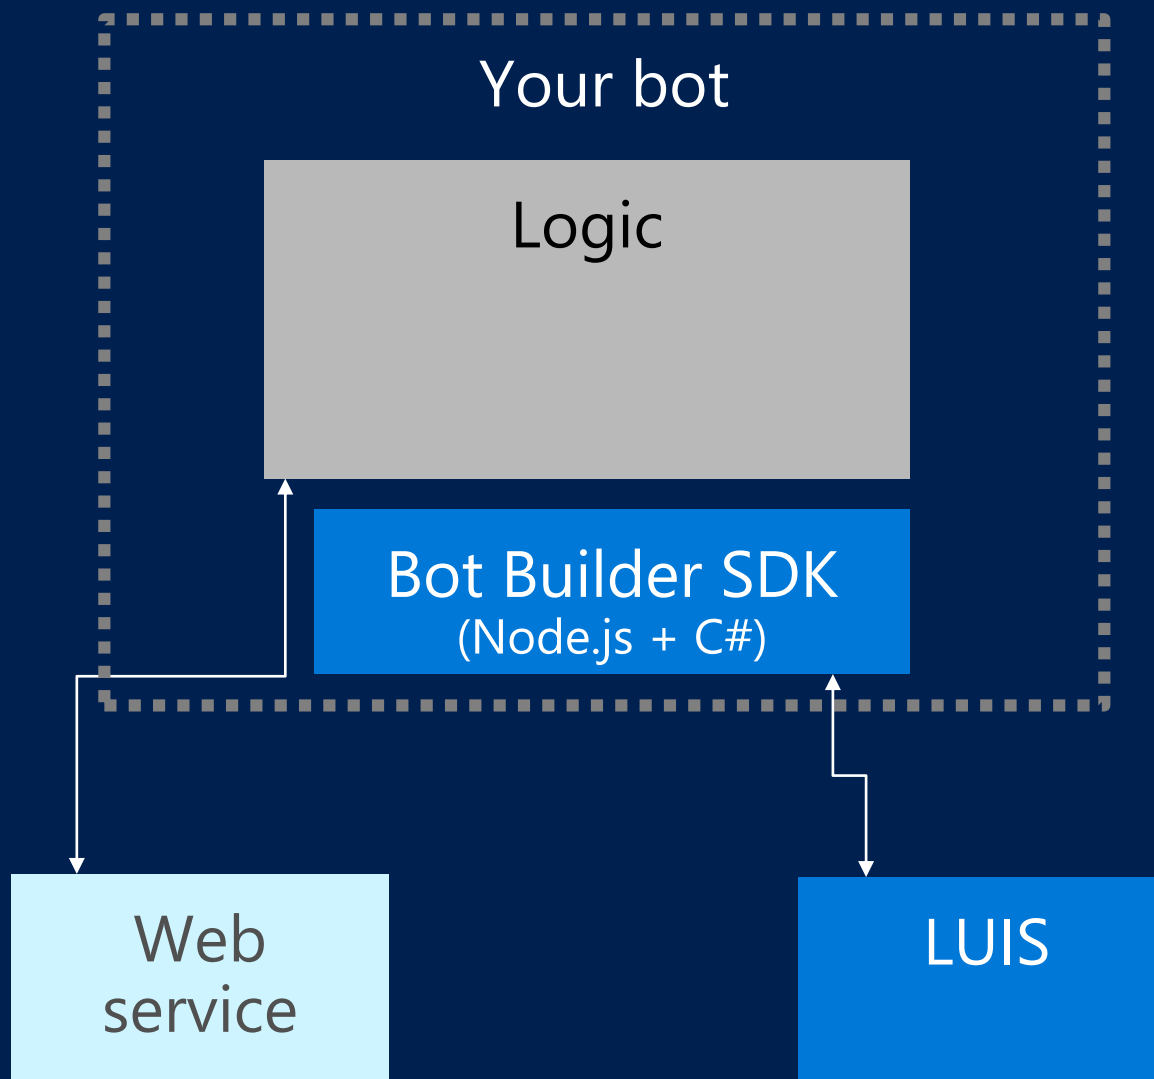 Your bot
Logic
Bot Builder SDK
(Node.js + C#)
Web
service
LUIS